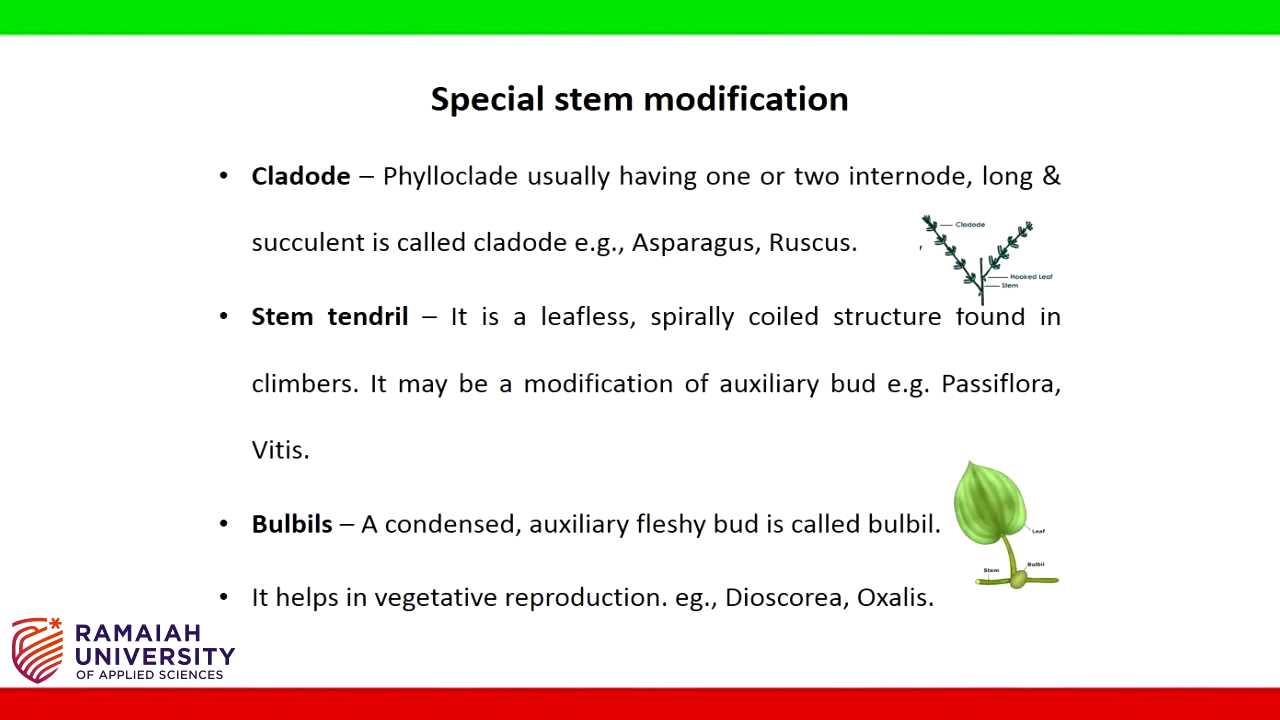 Special stem modification
• Cladode – Phylloclade usually having one or two internode, long &
succulent is called cladode e.g., Asparagus, Ruscus.
Cladode
Hooked Leaf
Stem
• Stem tendril – It is a leafless, spirally coiled structure found in
climbers. It may be a modification of auxiliary bud e.g. Passiflora,
Vitis.
• Bulbils – A condensed, auxiliary fleshy bud is called bulbil.
Leaf
Stem
Bulbil
• It helps in vegetative reproduction. eg., Dioscorea, Oxalis.
RAMAIAH
UNIVERSITY
OF APPLIED SCIENCES